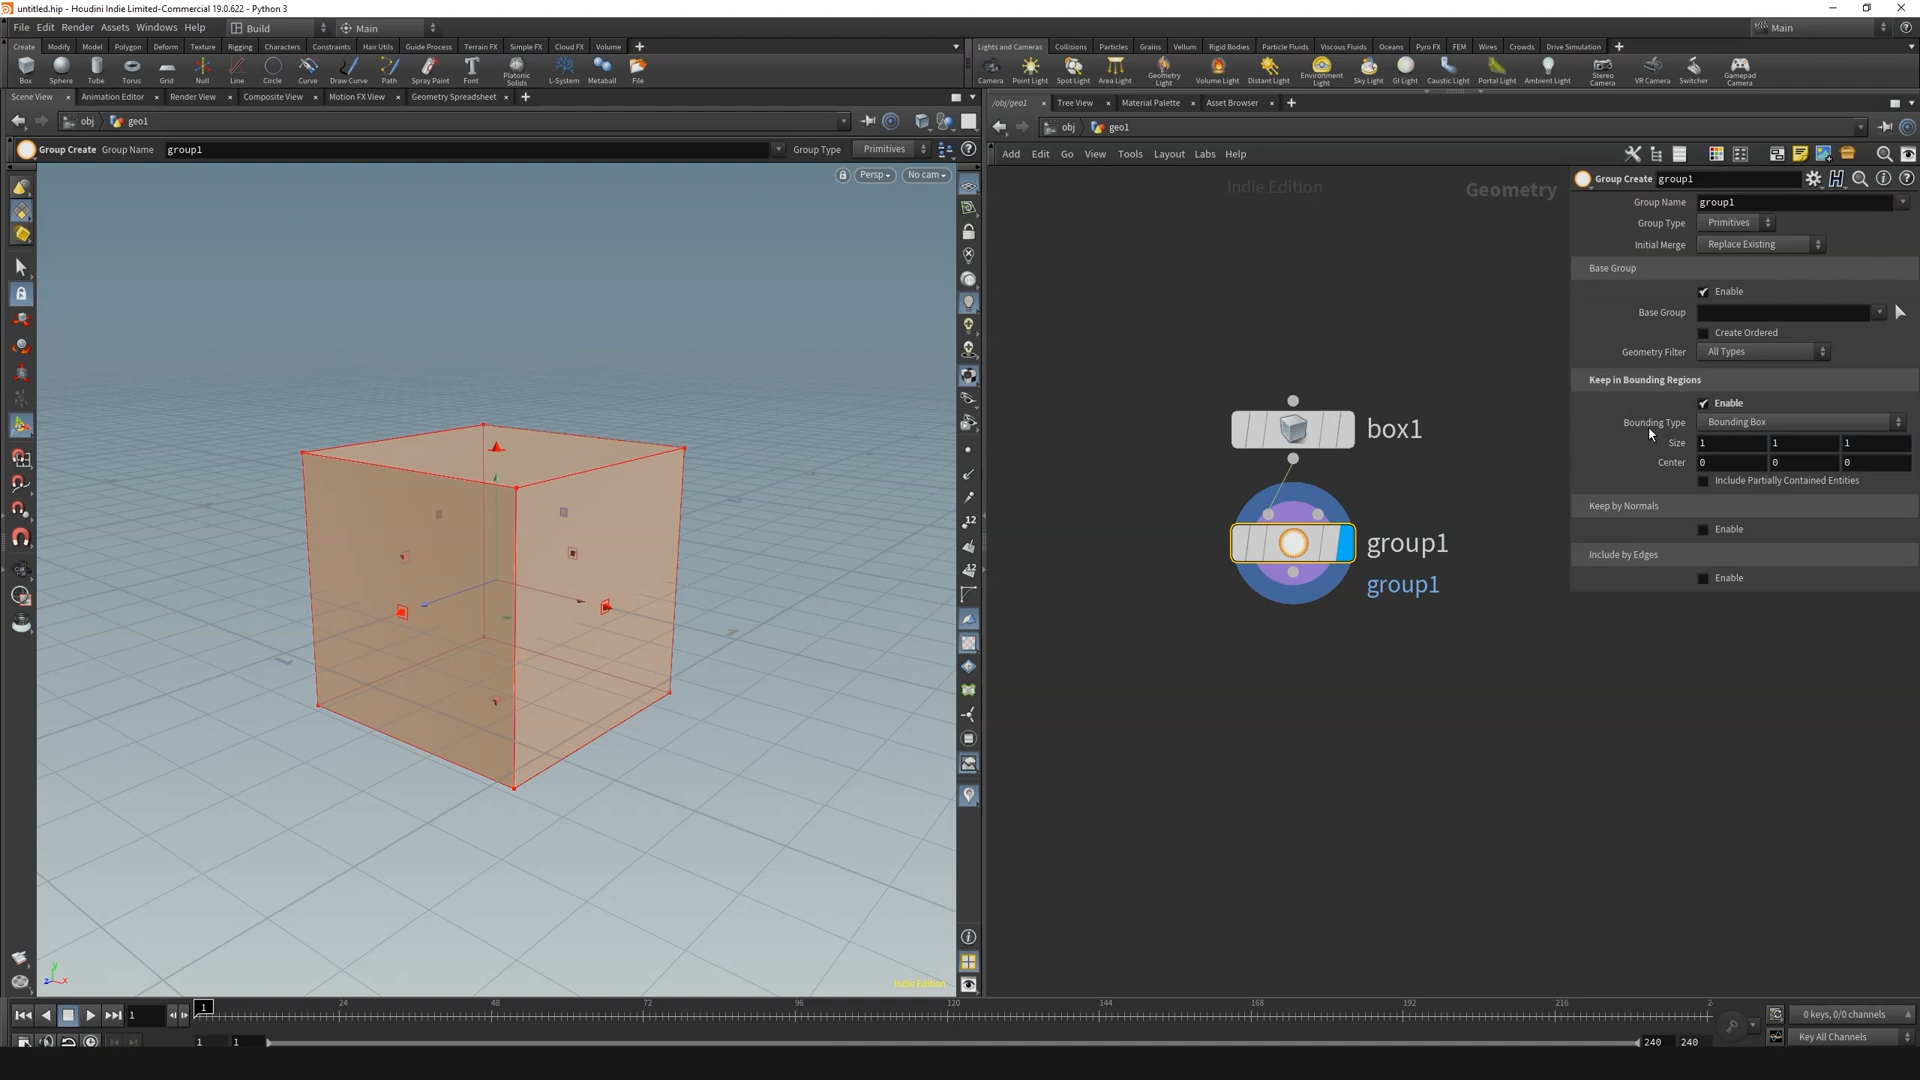 untitled.hip - Houdini Indie Limited-Commercial 19.0.622 - Python 3
File Edit Render Assets Windows Help Build Main Main
Create Modify Model Polygon Deform Texture Rigging Characters Constraints Hair Utils Guide Process Terrain FX Simple FX Cloud FX Volume
Lights and Cameras Collisions Particles Grains Vellum Rigid Bodies Particle Fluids Viscous Fluids Oceans Pyro FX FEM Wires Crowds Drive Simulation
Box Sphere Tube Torus Grid Null Line Circle Curve Draw Curve Path Spray Paint Font Platonic Solids L-System Metaball File
Camera Point Light Spot Light Area Light Geometry Light Volume Light Distant Light Environment Light Sky Light GI Light Caustic Light Portal Light Ambient Light Stereo Camera VR Camera Switcher Gamepad Camera
Scene View Animation Editor Render View Composite View Motion FX View Geometry Spreadsheet
/obj/geo1 Tree View Material Palette Asset Browser
obj geo1
obj geo1
Group Create Group Name group1 Group Type Primitives
Add Edit Go View Tools Layout Labs Help
Persp No cam
Indie Edition
Geometry
Group Create group1
Group Name group1
Group Type Primitives
Initial Merge Replace Existing
Base Group
Enable
Base Group
Create Ordered
Geometry Filter All Types
Keep in Bounding Regions
Enable
Bounding Type Bounding Box
Size 1 1 1
Center 0 0 0
Include Partially Contained Entities
Keep by Normals
Enable
Include by Edges
Enable
box1
group1
group1
12
12
y
z x
Indie Edition
1 1 24 48 72 96 120 144 168 192 216 2
0 keys, 0/0 channels
1 1 240 240 Key All Channels